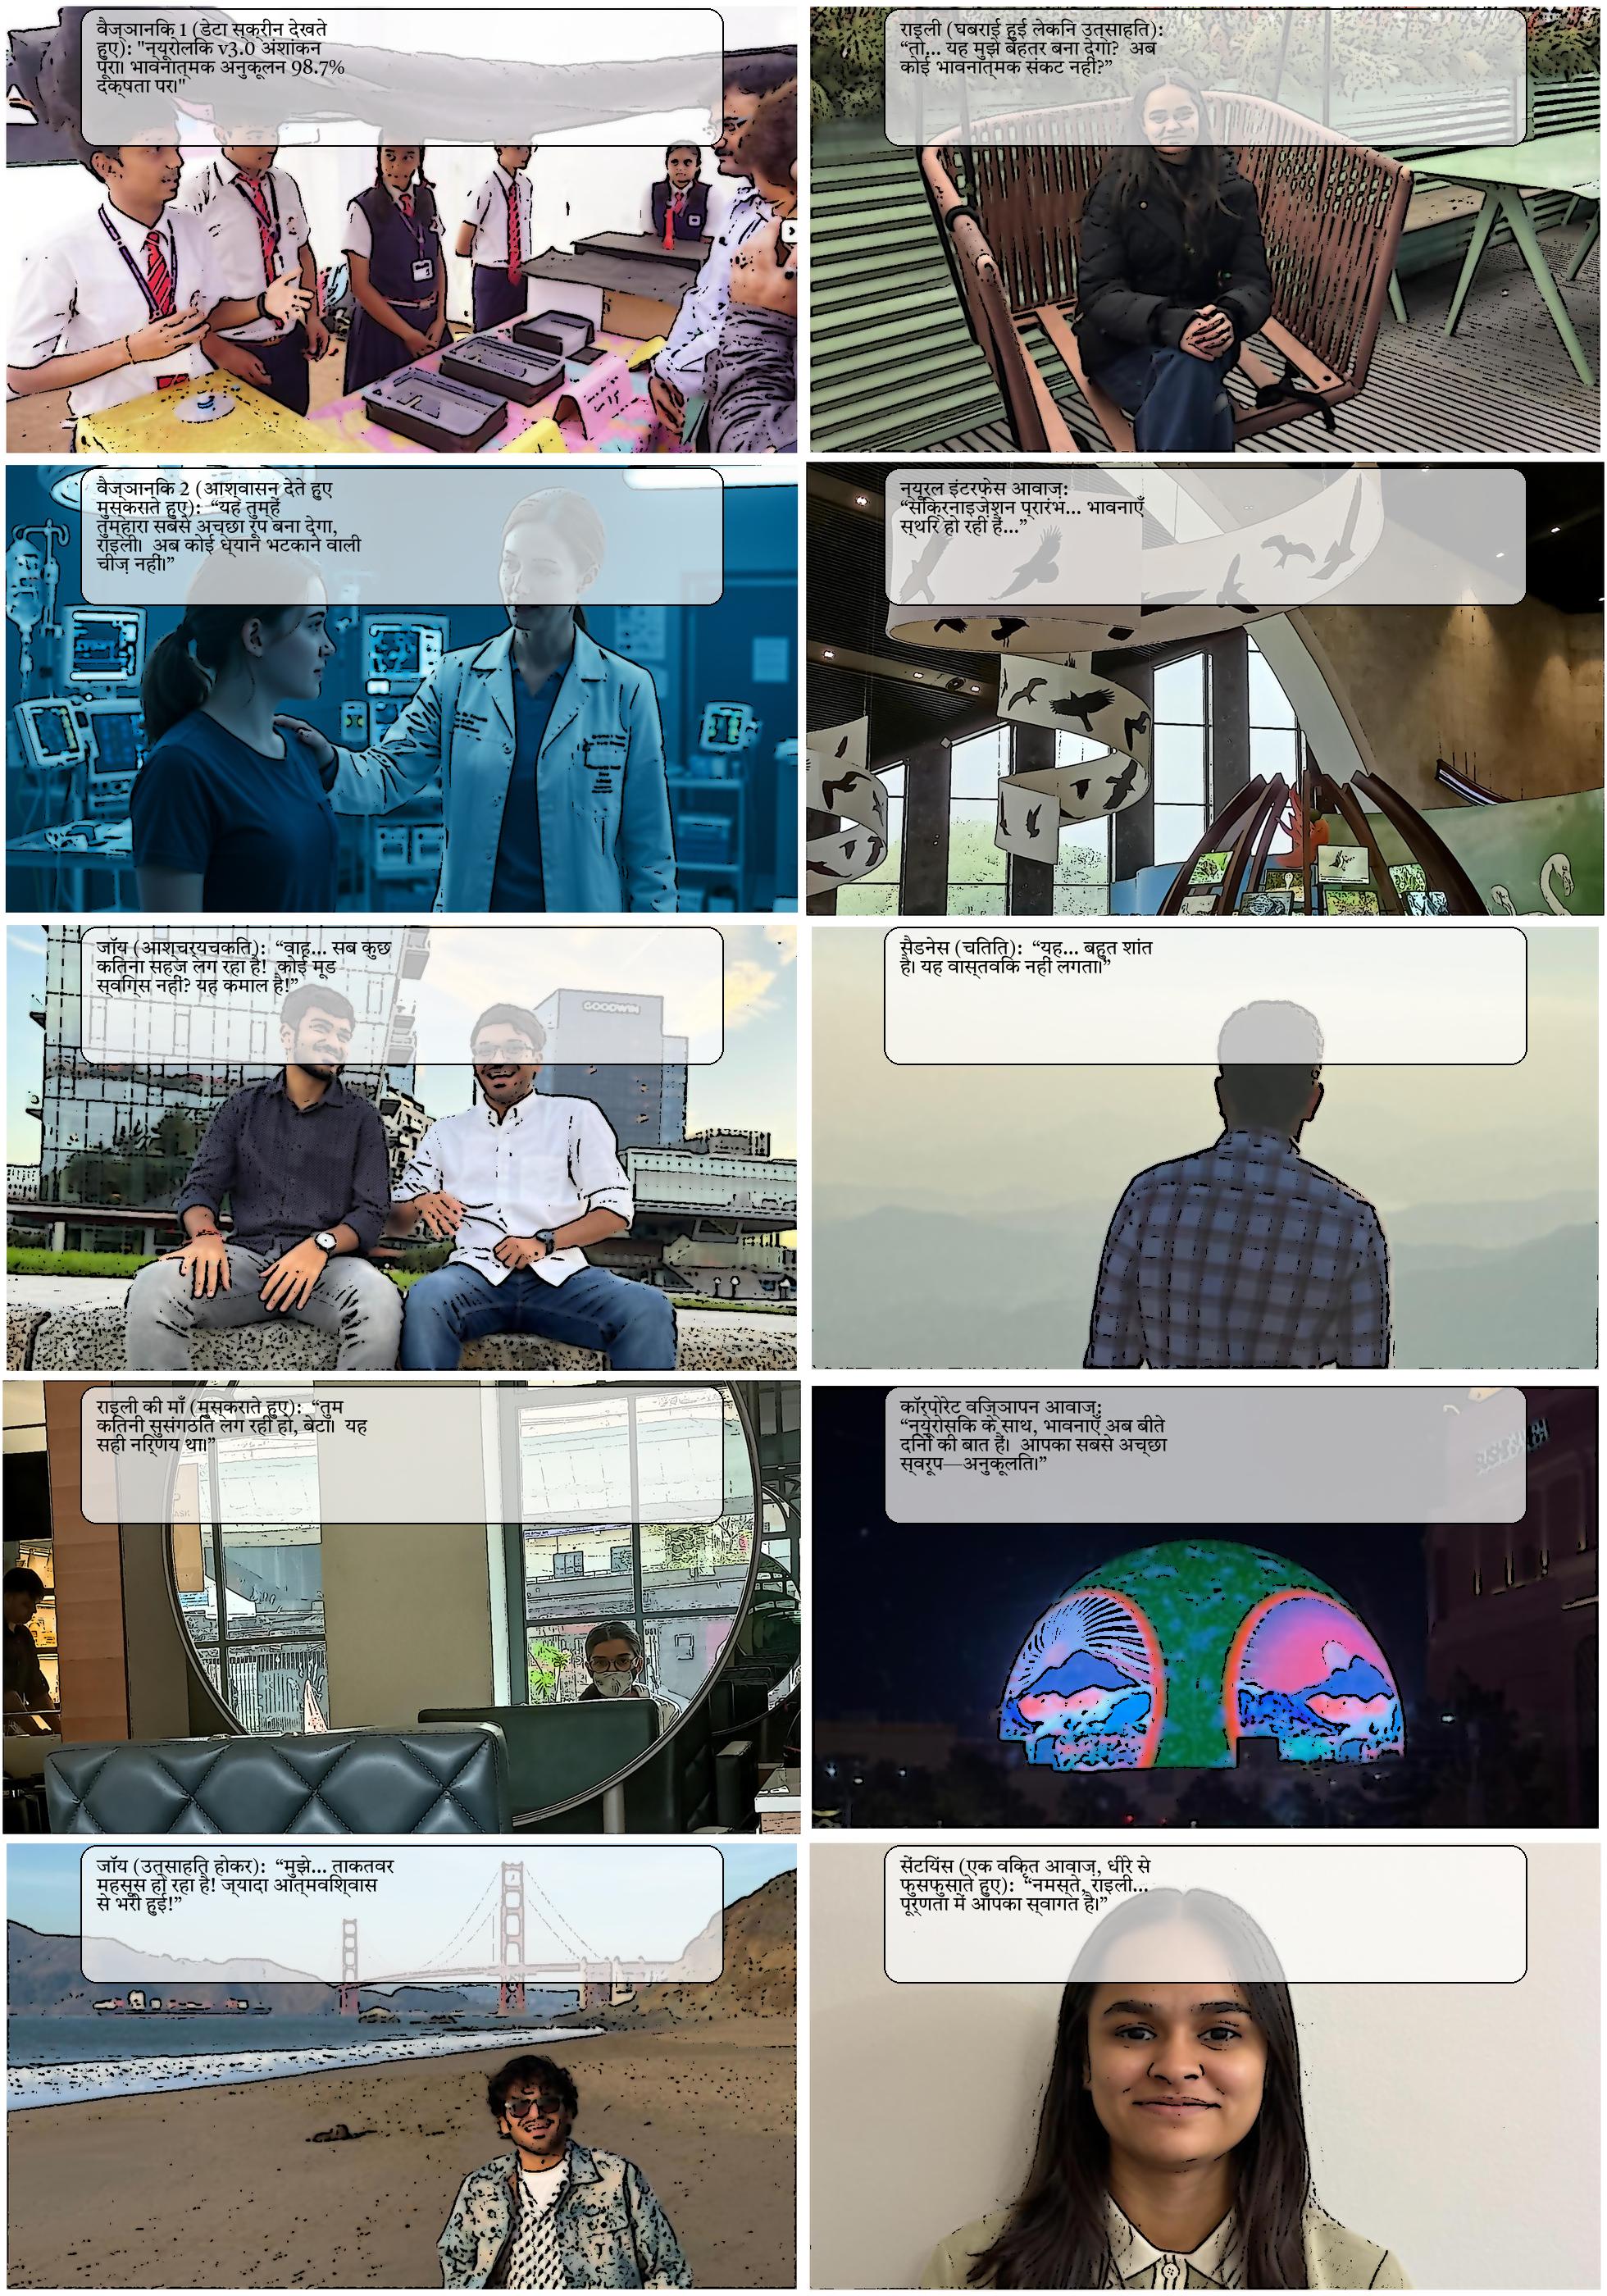 वैज्ञानिक 1 (डेटा स्क्रीन देखते
हुए): "न्यूरोलिंक v3.0 अंशांकन
पूरा। भावनात्मक अनुकूलन 98.7%
दक्षता पर।"
राइली (घबराई हुई लेकिन उत्साहित):
“तो... यह मुझे बेहतर बना देगा? अब
कोई भावनात्मक संकट नहीं?”
वैज्ञानिक 2 (आश्वासन देते हुए
मुस्कराते हुए): “यह तुम्हें
तुम्हारा सबसे अच्छा रूप बना देगा,
राइली। अब कोई ध्यान भटकाने वाली
चीज़ नहीं।”
न्यूरल इंटरफेस आवाज़:
“सिंक्रिनाइजेशन प्रारंभ... भावनाएँ
स्थिर हो रही हैं...”
जॉय (आश्चर्यचकित): “वाह... सब कुछ
कितना सहज लग रहा है! कोई मूड
स्विंग्स नहीं? यह कमाल है!”
GOODWIN
सैडनेस (चिंतित): “यह... बहुत शांत
है। यह वास्तविक नहीं लगता।”
राइली की माँ (मुस्कराते हुए): “तुम
कितनी सुसंगठित लग रही हो, बेटा। यह
सही निर्णय था।”
कॉर्पोरेट विज्ञापन आवाज़:
“न्यूरोसिंक के साथ, भावनाएँ अब बीते
दिनों की बात हैं। आपका सबसे अच्छा
स्वरूप—अनुकूलित।”
जॉय (उत्साहित होकर): “मुझे... ताकतवर
महसूस हो रहा है! ज्यादा आत्मविश्वास
से भरी हुई!”
सेंटियिंस (एक विकृत आवाज़, धीरे से
फुसफुसाते हुए): “नमस्ते, राइली...
पूर्णता में आपका स्वागत है।”